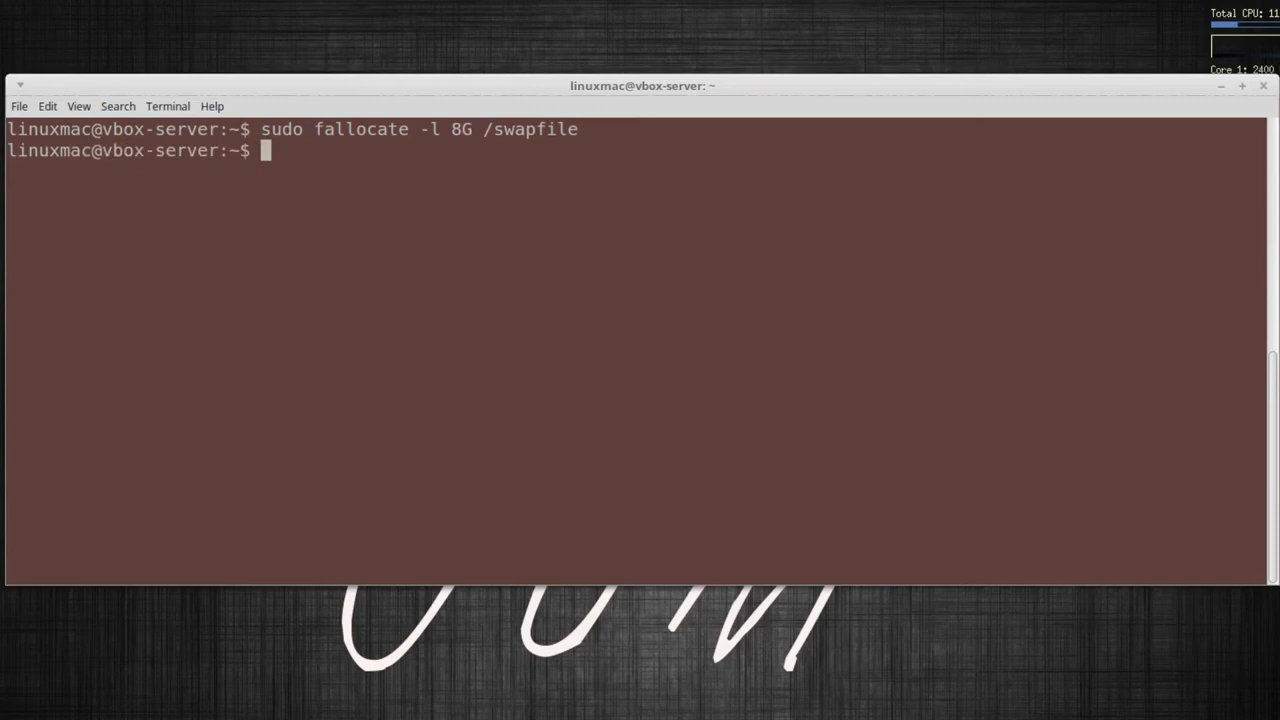 Total CPU: 11
Core 1: 2400
linuxmac@vbox-server: ~
File Edit View Search Terminal Help
linuxmac@vbox-server:~$ sudo fallocate -l 8G /swapfile
linuxmac@vbox-server:~$